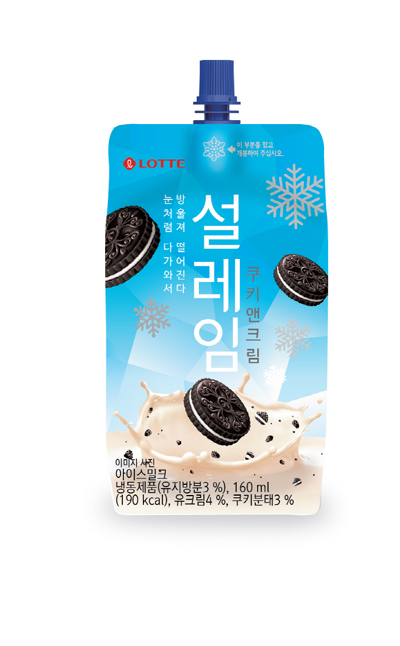 이 부분을 잡고
개봉하여 주십시오.
LOTTE
눈처럼 다가와서
방울져 떨어진다
설레임
쿠키앤크림
이미지 사진
아이스밀크
냉동제품(유지방분3 %), 160 ml
(190 kcal), 유크림4 %, 쿠키분태3 %